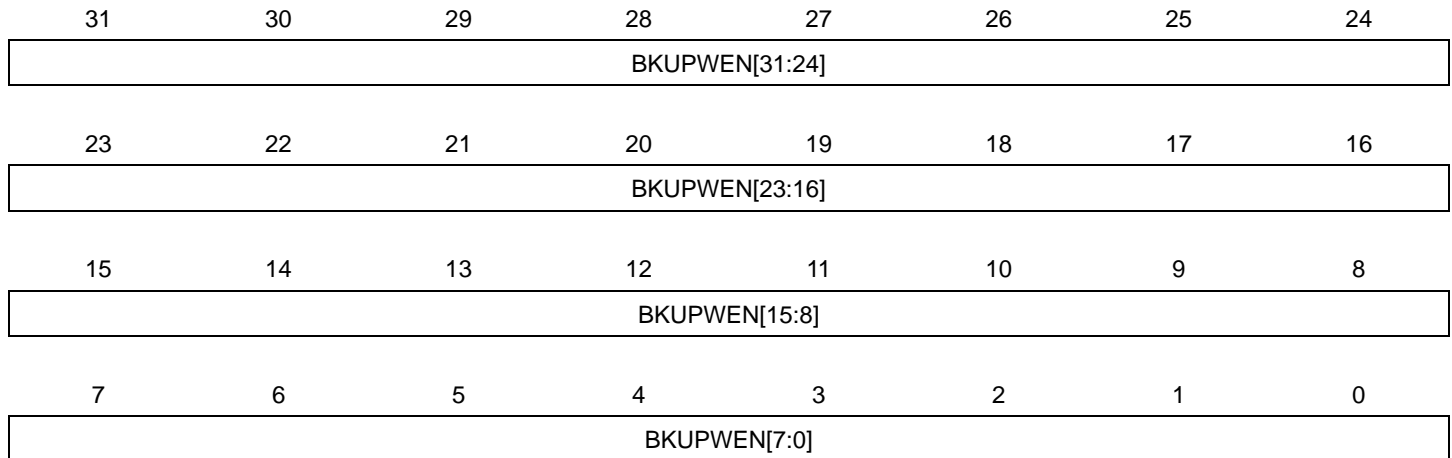 31 30 29 28 27 26 25 24
BKUPWEN[31:24]
23 22 21 20 19 18 17 16
BKUPWEN[23:16]
15 14 13 12 11 10 9 8
BKUPWEN[15:8]
7 6 5 4 3 2 1 0
BKUPWEN[7:0]